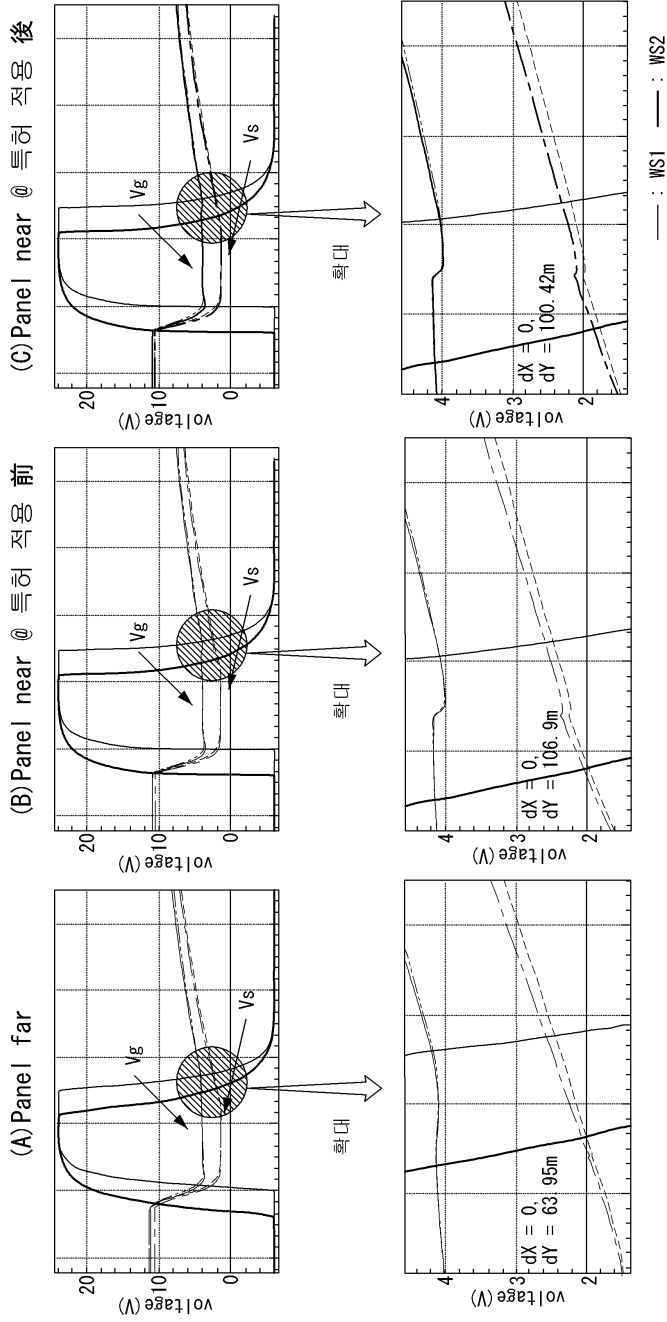 (A)Panel far
20
10
0
voltage(V)
Vg
Vs
확대
4
3
2
voltage(V)
dX = 0,
dY = 63.95m
(B)Panel near @ 특허 적용 前
20
10
0
voltage(V)
Vg
Vs
확대
4
3
2
voltage(V)
dX = 0,
dY = 106.9m
(C)Panel near @ 특허 적용 後
20
10
0
voltage(V)
Vg
Vs
확대
4
3
2
voltage(V)
dX = 0,
dY = 100.42m
: WS1
: WS2